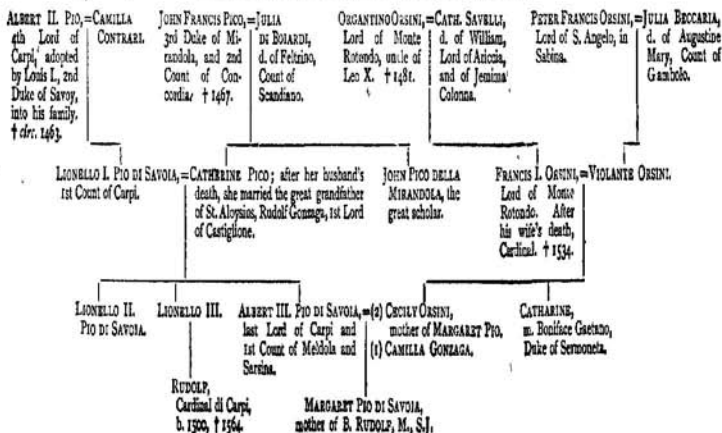 ALBERT II. PIO,=CAMILLA
4th Lord of CONTRARI.
Carpi, adopted
by Louis I., 2nd
Duke of Savoy,
into his family.
† circ. 1463.
JOHN FRANCIS PICO,=JULIA
3rd Duke of Mi- DI BOIARDI,
randola, and 2nd d. of Feltrino,
Count of Con- Count of
cordia. † 1467. Scandiano.
ORGANTINO ORSINI,=CATH. SAVELLI,
Lord of Monte d. of William,
Rotondo, uncle of Lord of Ariccia,
Leo X. † 1481. and of Jemima
Colonna.
PETER FRANCIS ORSINI,=JULIA BECCARIA,
Lord of S. Angelo, in d. of Augustine
Sabina. Mary, Count of
Gambolo.
LIONELLO I. PIO DI SAVOIA,=CATHERINE PICO; after her husband's
1st Count of Carpi. death, she married the great grandfather
of St. Aloysius, Rudolf Gonzaga, 1st Lord
of Castiglione.
JOHN PICO DELLA
MIRANDOLA, the
great scholar.
FRANCIS I. ORSINI,=VIOLANTE ORSINI.
Lord of Monte
Rotondo. After
his wife's death,
Cardinal. † 1534.
LIONELLO II.
PIO DI SAVOIA.
LIONELLO III.
ALBERT III. PIO DI SAVOIA,=(2) CECILY ORSINI,
last Lord of Carpi and mother of MARGARET PIO.
1st Count of Meldola and (1) CAMILLA GONZAGA.
Sarsina.
CATHARINE,
m. Boniface Gaetano,
Duke of Sermoneta.
RUDOLF,
Cardinal di Carpi,
b. 1500, † 1564.
MARGARET PIO DI SAVOIA,
mother of B. RUDOLF, M., S.J.